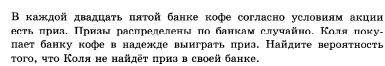 В каждой двадцать пятой банке кофе согласно условиям акции
есть приз. Призы распределены по банкам случайно. Коля поку-
пает банку кофе в надежде выиграть приз. Найдите вероятность
того, что Коля не найдёт приз в своей банке.